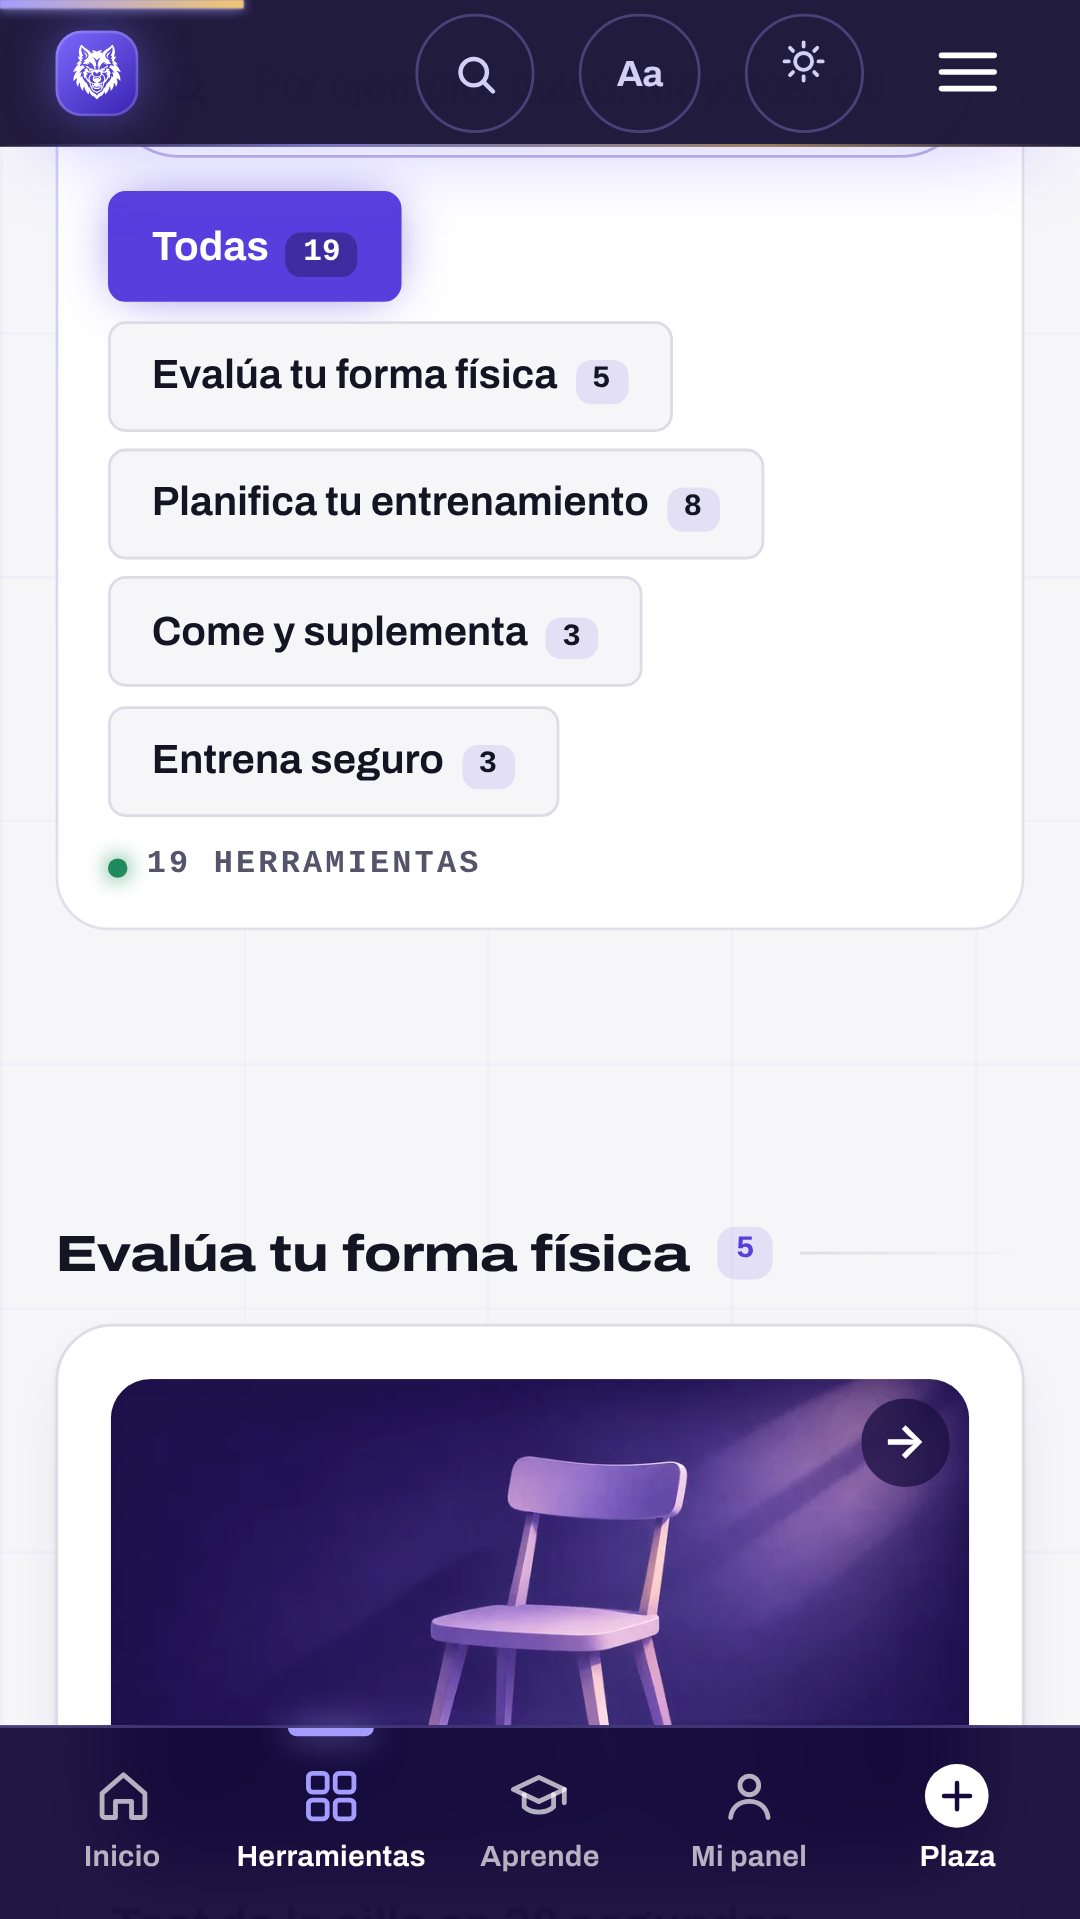 Aa
Todas 19
Evalúa tu forma física 5
Planifica tu entrenamiento 8
Come y suplementa 3
Entrena seguro 3
19 HERRAMIENTAS
Evalúa tu forma física 5
Inicio
Herramientas
Aprende
Mi panel
Plaza